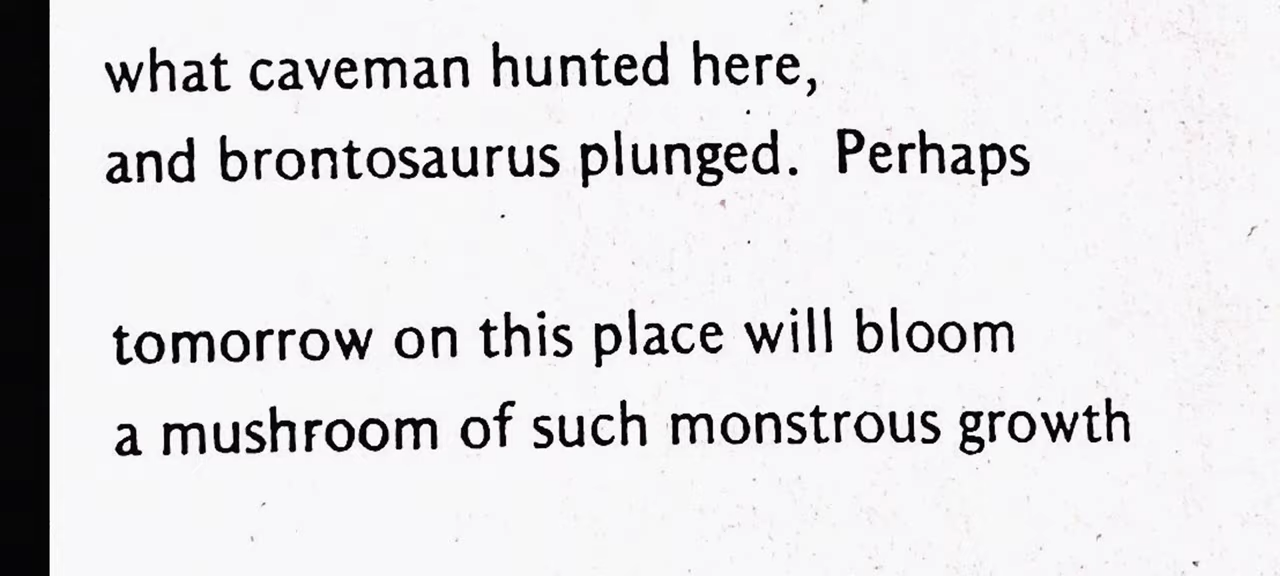 what caveman hunted here,
and brontosaurus plunged. Perhaps
tomorrow on this place will bloom
a mushroom of such monstrous growth